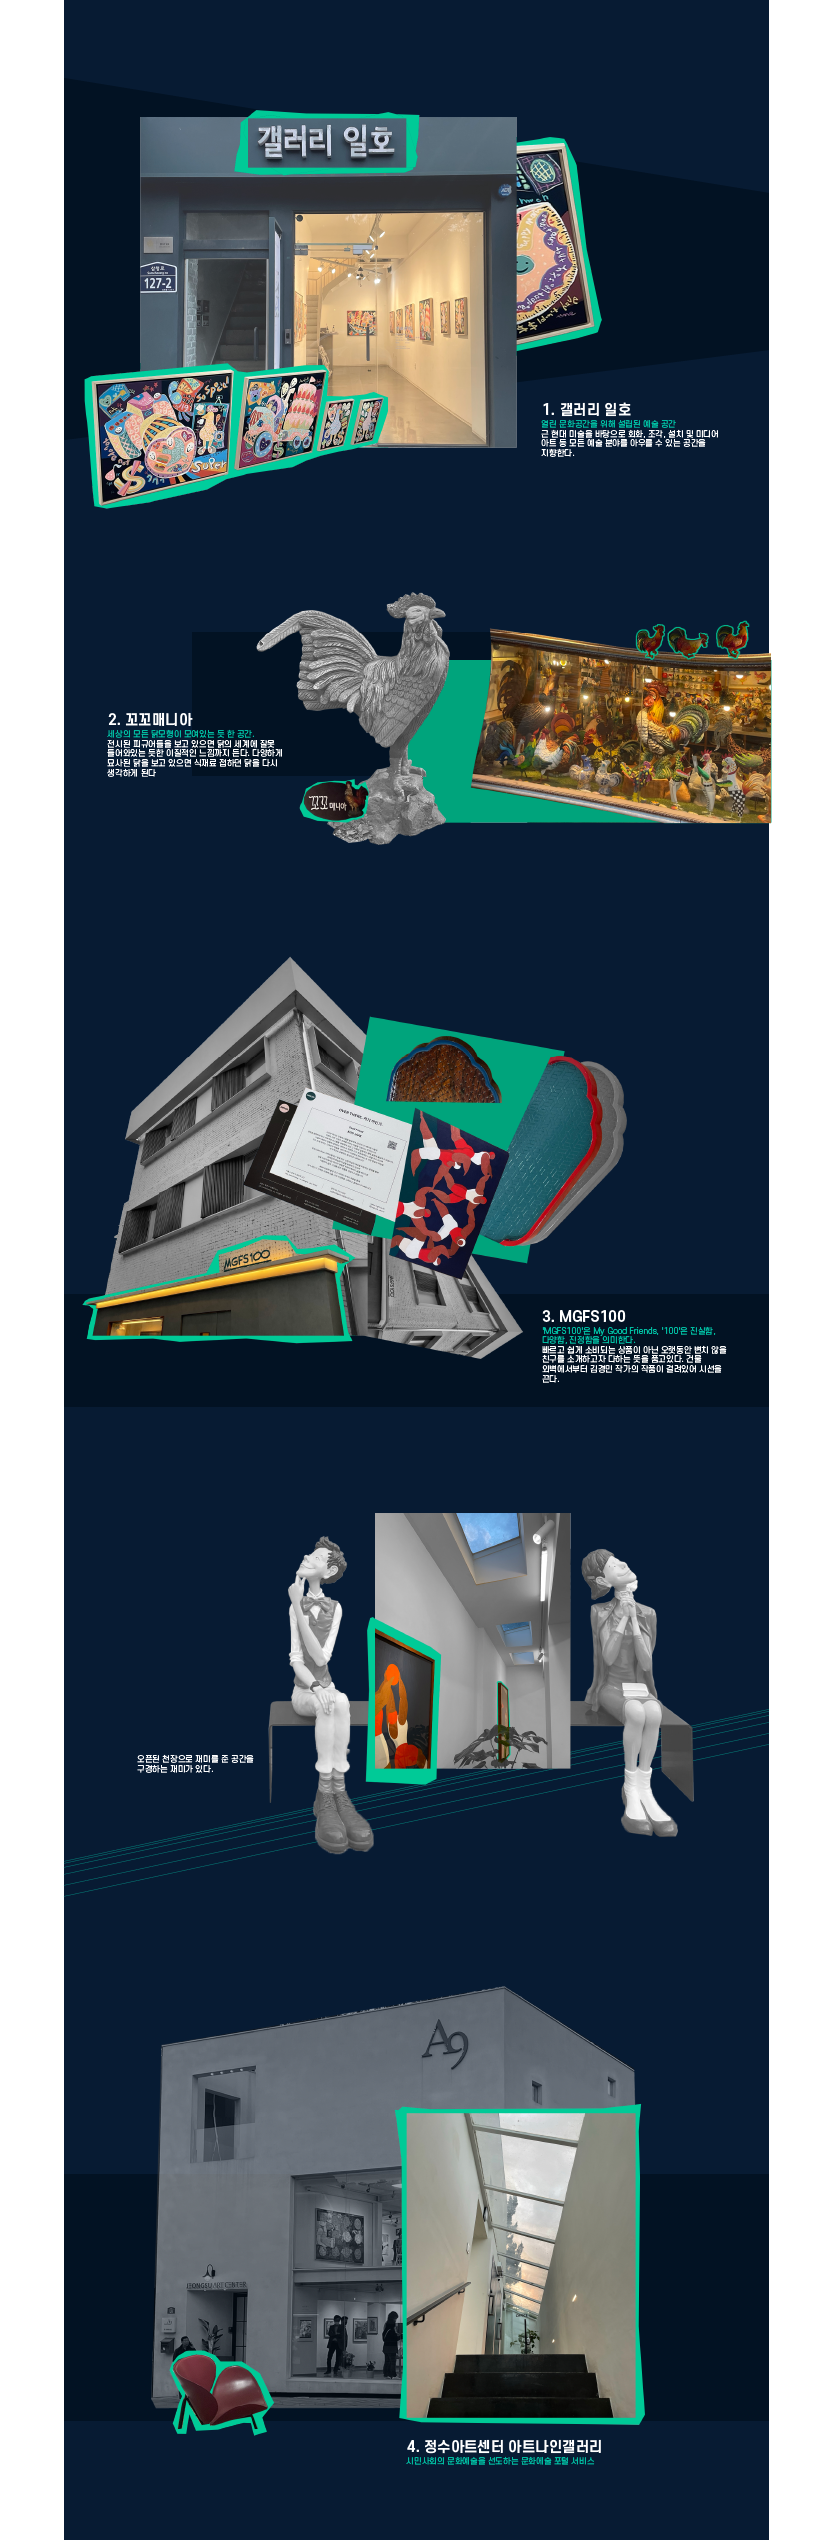 갤러리 일호
삼청로
127-2
So Seoul
Super
1. 갤러리 일호
열린 문화공간을 위해 설립된 예술 공간
근 현대 미술을 바탕으로 회화, 조각, 설치 및 미디어
아트 등 모든 예술 분야를 아우를 수 있는 공간을
지향한다.
2. 꼬꼬매니아
세상의 모든 닭모형이 모여있는 듯 한 공간.
전시된 피규어들을 보고 있으면 닭의 세계에 잘못
들어와있는 듯한 이질적인 느낌까지 든다. 다양하게
묘사된 닭을 보고 있으면 식재료 접하던 닭을 다시
생각하게 된다
꼬꼬매니아
MGFS100
3. MGFS100
'MGFS100'은 My Good Friends, '100'은 진실함,
다양함, 진정함을 의미한다.
빠르고 쉽게 소비되는 상품이 아닌 오랫동안 변치 않을
친구를 소개하고자 다하는 뜻을 품고있다. 건물
외벽에서부터 김경민 작가의 작품이 걸려있어 시선을
끈다.
오픈된 천장으로 재미를 준 공간을
구경하는 재미가 있다.
A9
JEONGSU ART CENTER
4. 정수아트센터 아트나인갤러리
시민사회의 문화예술을 선도하는 문화예술 포털 서비스